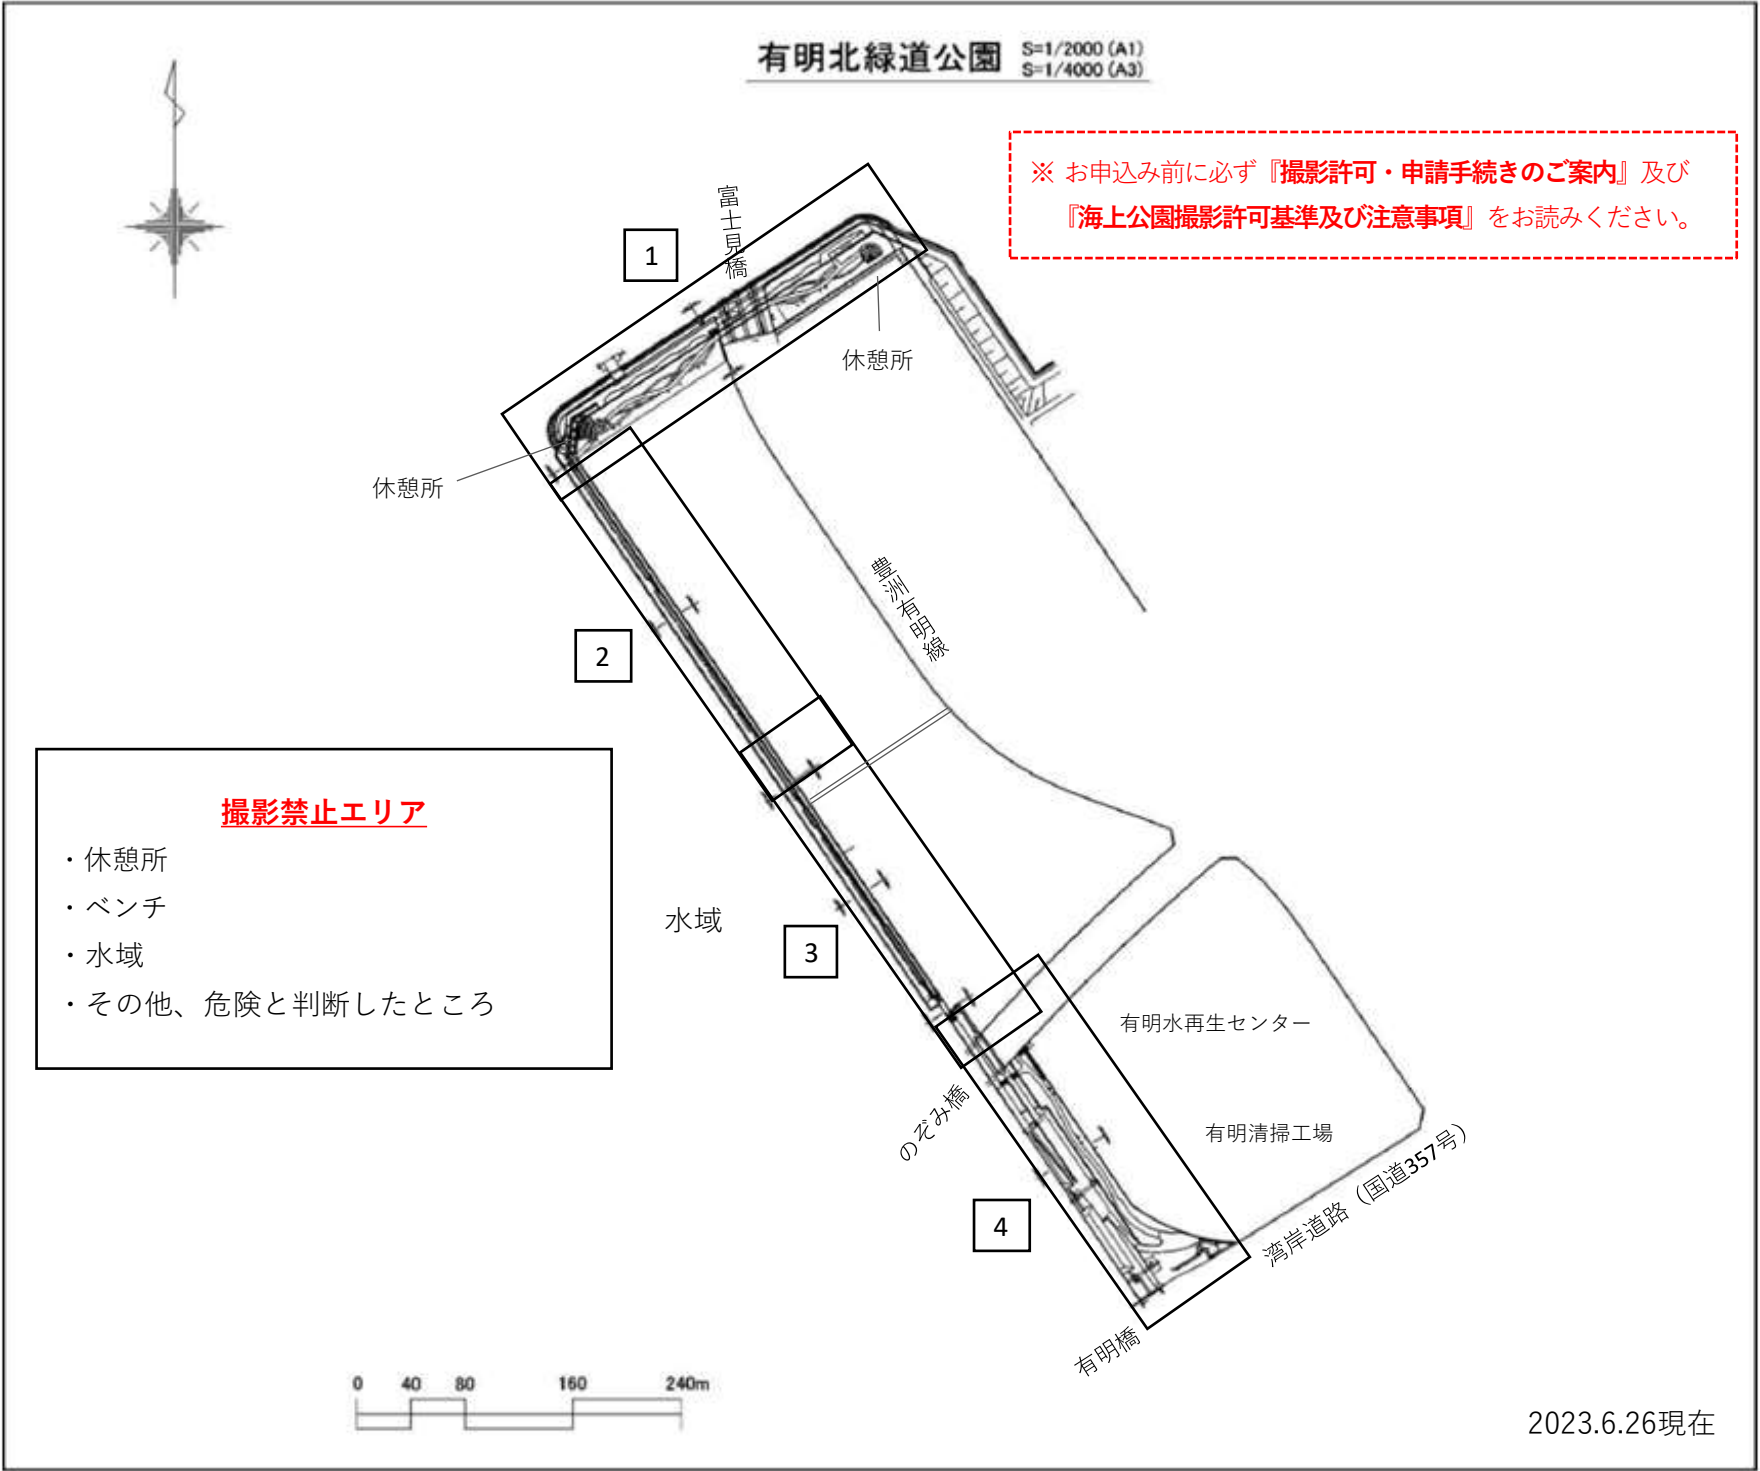 有明北緑道公園
S=1/2000 (A1)
S=1/4000 (A3)
※ お申込み前に必ず『撮影許可・申請手続きのご案内』及び
『海上公園撮影許可基準及び注意事項』をお読みください。
富士見橋
1
休憩所
休憩所
豊洲有明線
2
撮影禁止エリア
・休憩所
・ベンチ
・水域
・その他、危険と判断したところ
水域
3
有明水再生センター
のぞみ橋
有明清掃工場
湾岸道路（国道357号）
4
有明橋
0 40 80 160 240m
2023.6.26現在